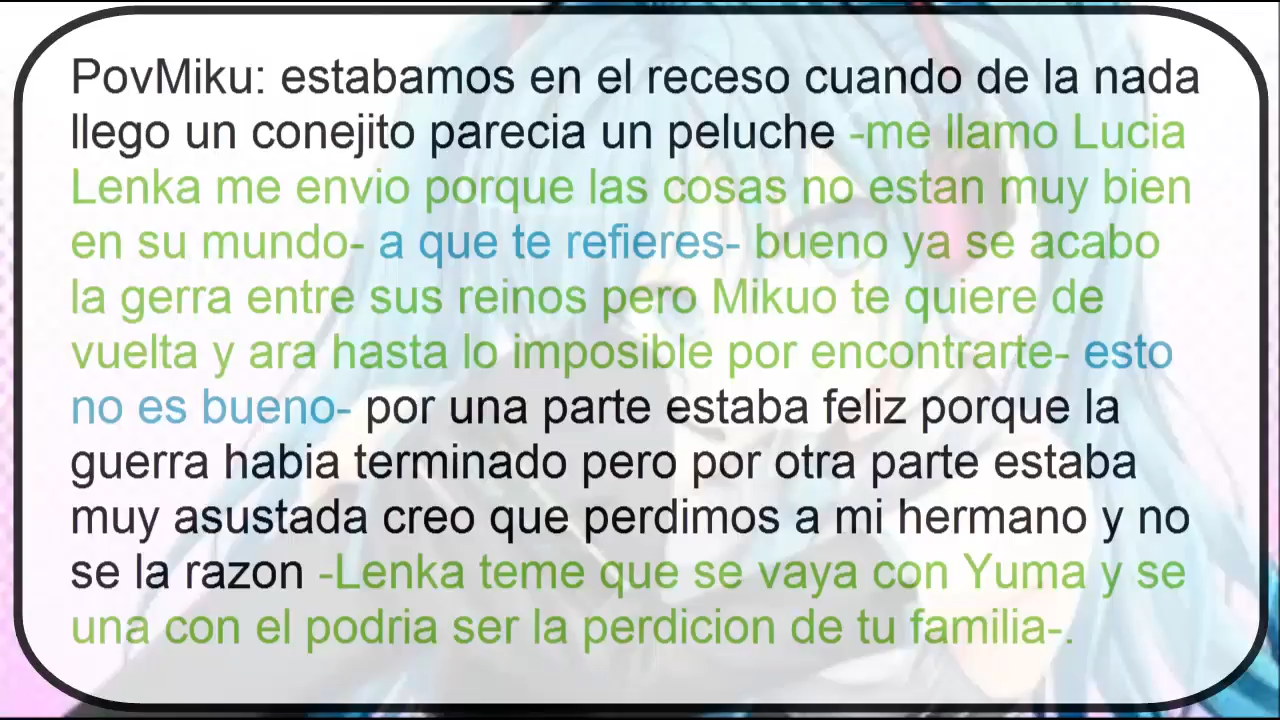 PovMiku: estabamos en el receso cuando de la nada
llego un conejito parecia un peluche -me llamo Lucia
Lenka me envio porque las cosas no estan muy bien
en su mundo- a que te refieres- bueno ya se acabo
la gerra entre sus reinos pero Mikuo te quiere de
vuelta y ara hasta lo imposible por encontrarte- esto
no es bueno- por una parte estaba feliz porque la
guerra habia terminado pero por otra parte estaba
muy asustada creo que perdimos a mi hermano y no
se la razon -Lenka teme que se vaya con Yuma y se
una con el podria ser la perdicion de tu familia-.